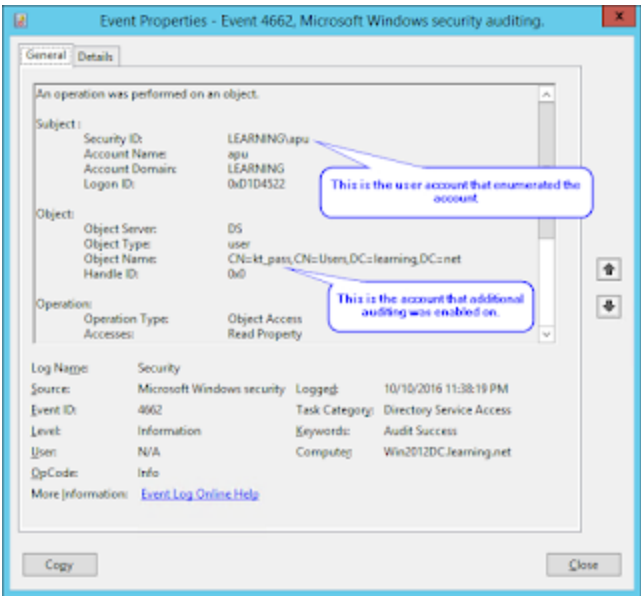 Event Properties - Event 4662, Microsoft Windows security auditing.
x
General Details
An operation was performed on an object.
Subject :
Security ID: LEARNING\apu
Account Name: apu
Account Domain: LEARNING
Logon ID: 0xD1D4522
This is the user account that enumerated the
account.
Object:
Object Server: DS
Object Type: user
Object Name: CN=kt_pass,CN=Users,DC=learning,DC=net
Handle ID: 0x0
This is the account that additional
auditing was enabled on.
Operation:
Operation Type: Object Access
Accesses: Read Property
Log Name: Security
Source: Microsoft Windows security Logged: 10/10/2016 11:38:19 PM
Event ID: 4662 Task Category: Directory Service Access
Level: Information Keywords: Audit Success
User: N/A Computer: Win2012DC.learning.net
OpCode: Info
More Information: Event Log Online Help
Copy Close